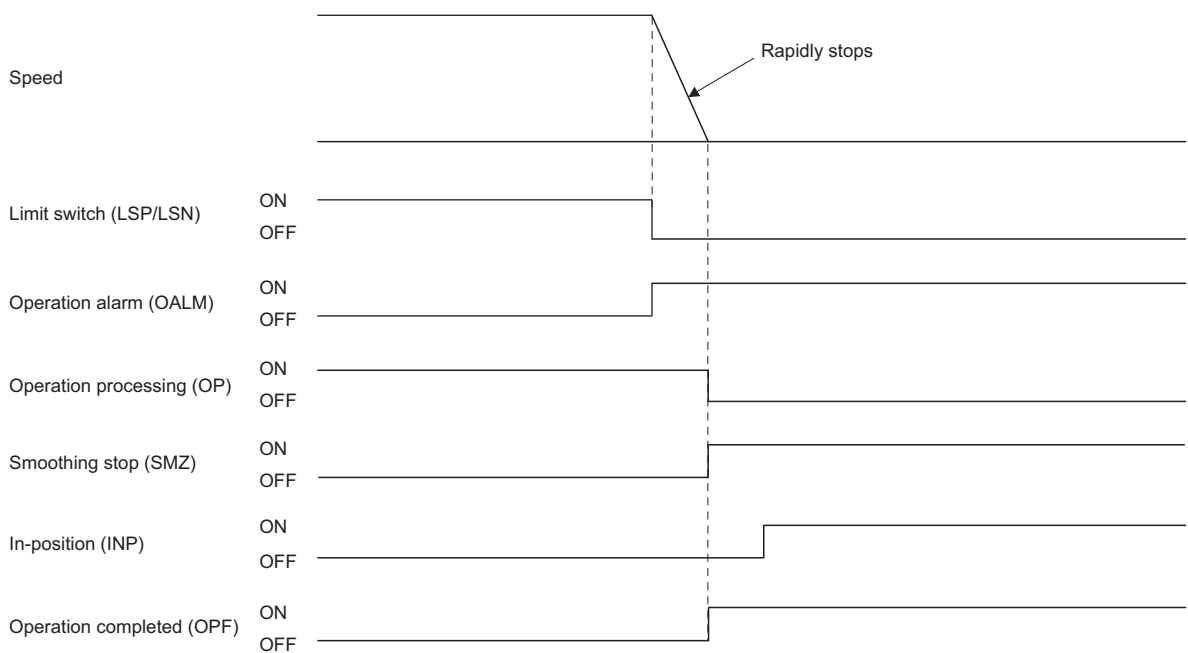 Rapidly stops
Speed
Limit switch (LSP/LSN)
ON
OFF
Operation alarm (OALM)
ON
OFF
Operation processing (OP)
ON
OFF
Smoothing stop (SMZ)
ON
OFF
In-position (INP)
ON
OFF
Operation completed (OPF)
ON
OFF